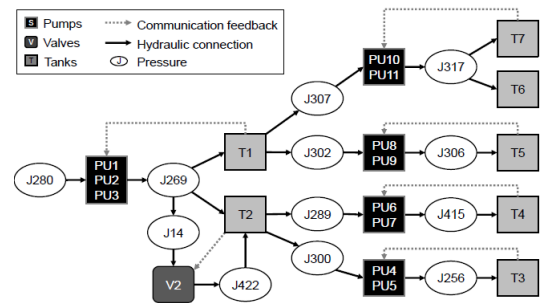 S Pumps
Communication feedback
V Valves
Hydraulic connection
T Tanks
J Pressure
T7
PU10
PU11
J317
J307
T6
T1
J302
PU8
PU9
J306
T5
J280
PU1
PU2
PU3
J269
T2
J289
PU6
PU7
J415
T4
J14
J300
V2
J422
PU4
PU5
J256
T3